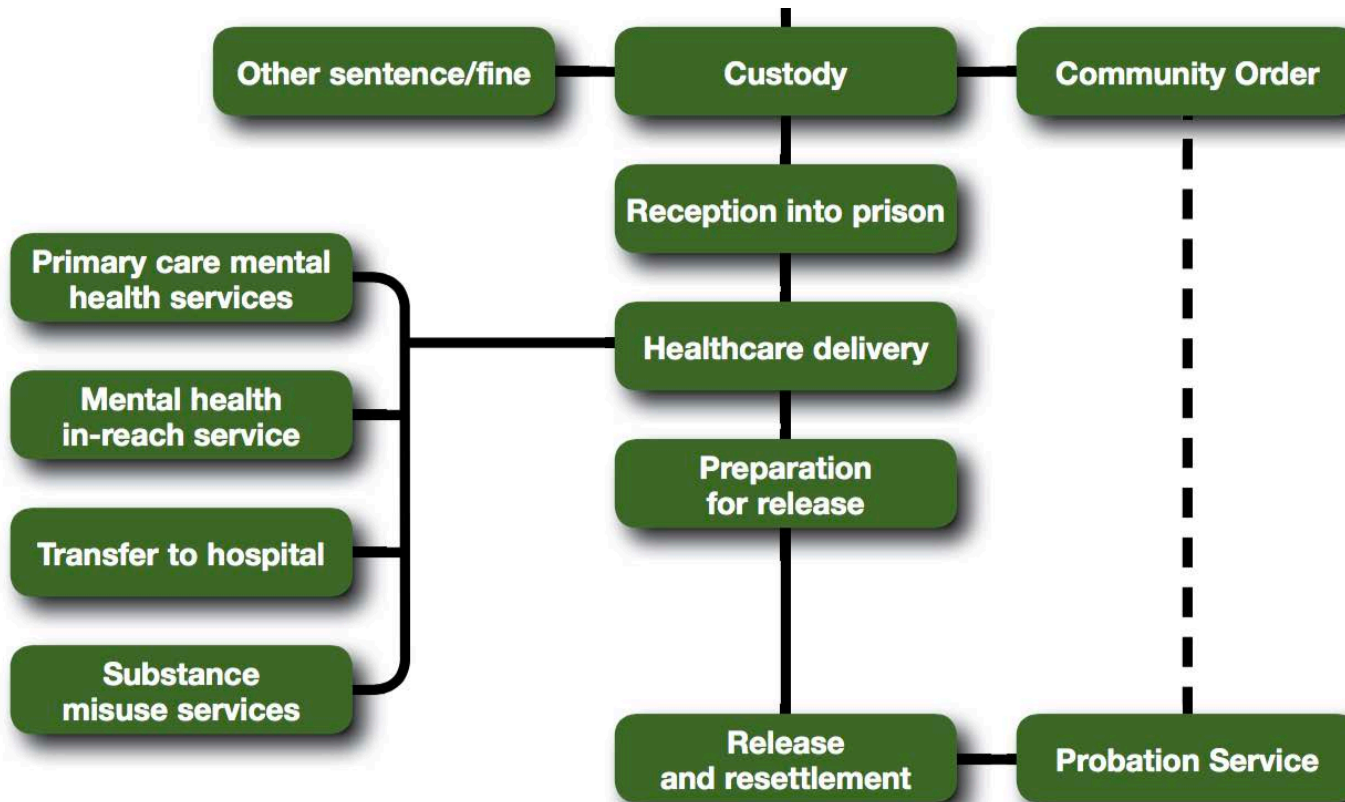 Other sentence/fine
Custody
Community Order
Reception into prison
Primary care mental
health services
Healthcare delivery
Mental health
in-reach service
Preparation
for release
Transfer to hospital
Substance
misuse services
Release
and resettlement
Probation Service